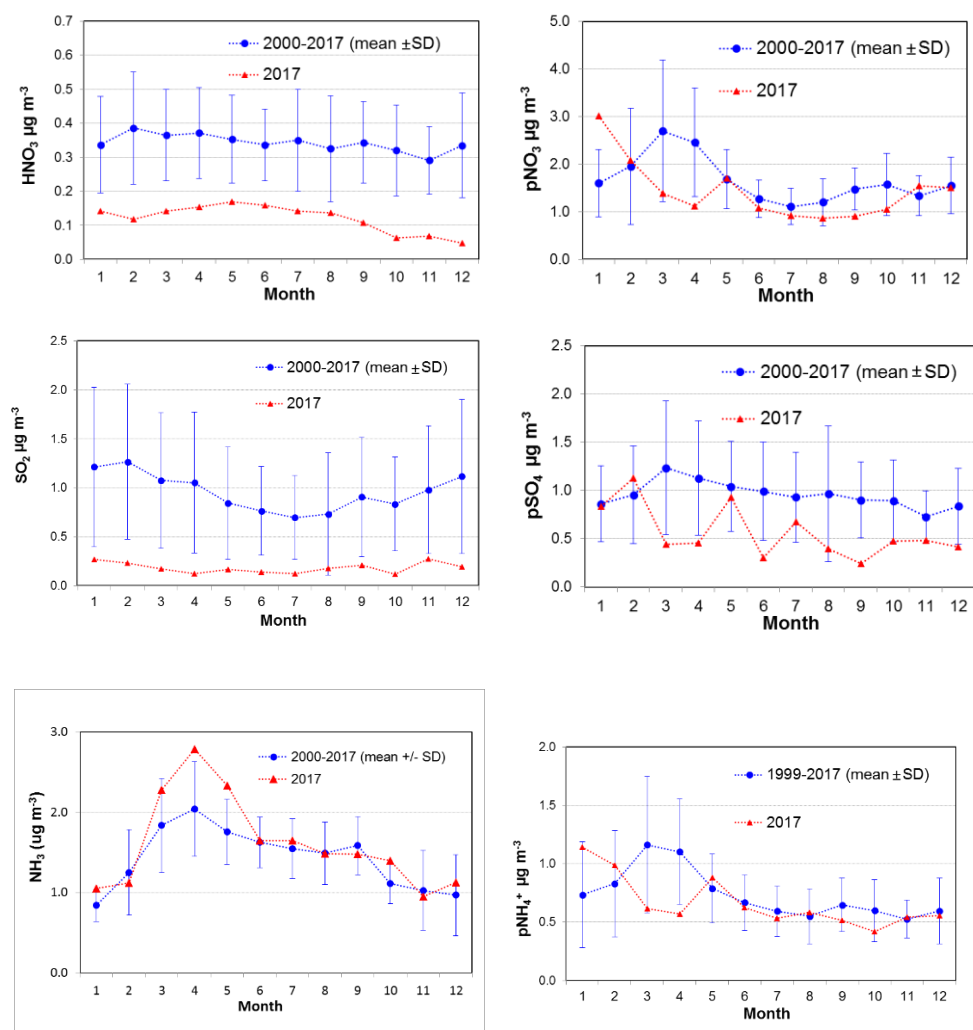 0.7
0.6
0.5
0.4
0.3
0.2
0.1
0.0
HNO3 µg m-3
2000-2017 (mean ±SD)
2017
1 2 3 4 5 6 7 8 9 10 11 12
Month
5.0
4.0
3.0
2.0
1.0
0.0
pNO3 µg m-3
2000-2017 (mean ±SD)
2017
1 2 3 4 5 6 7 8 9 10 11 12
Month
2.5
2.0
1.5
1.0
0.5
0.0
SO2 µg m-3
2000-2017 (mean ±SD)
2017
1 2 3 4 5 6 7 8 9 10 11 12
Month
2.5
2.0
1.5
1.0
0.5
0.0
pSO4 µg m-3
2000-2017 (mean ±SD)
2017
1 2 3 4 5 6 7 8 9 10 11 12
Month
3.0
2.0
1.0
0.0
NH3 (ug m-3)
2000-2017 (mean +/- SD)
2017
1 2 3 4 5 6 7 8 9 10 11 12
Month
2.0
1.5
1.0
0.5
0.0
pNH4+ µg m-3
1999-2017 (mean ±SD)
2017
1 2 3 4 5 6 7 8 9 10 11 12
Month